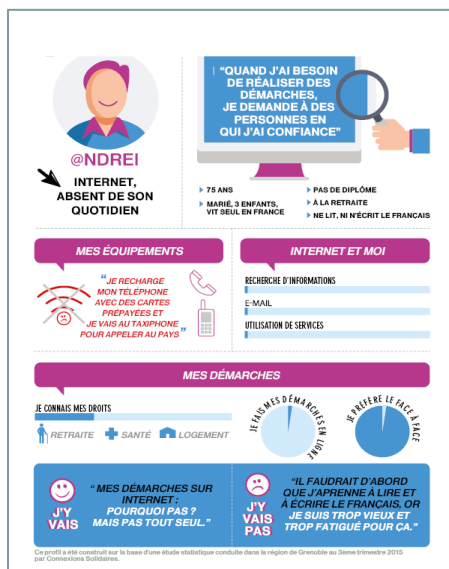 "QUAND J'AI BESOIN
DE RÉALISER DES
DÉMARCHES,
JE DEMANDE À DES
PERSONNES EN
QUI J'AI CONFIANCE"
@NDREI
INTERNET,
ABSENT DE SON
QUOTIDIEN
75 ANS
MARIÉ, 3 ENFANTS,
VIT SEUL EN FRANCE
PAS DE DIPLÔME
À LA RETRAITE
NE LIT, NI N'ÉCRIT LE FRANÇAIS
MES ÉQUIPEMENTS
"JE RECHARGE
MON TÉLÉPHONE
AVEC DES CARTES
PRÉPAYÉES ET
JE VAIS AU TAXIPHONE
POUR APPELER AU PAYS"
INTERNET ET MOI
RECHERCHE D'INFORMATIONS
E-MAIL
UTILISATION DE SERVICES
MES DÉMARCHES
JE CONNAIS MES DROITS
RETRAITE
SANTÉ
LOGEMENT
JE FAIS MES DÉMARCHES EN LIGNE
JE PRÉFÈRE LE FACE À FACE
J'Y
VAIS
"MES DÉMARCHES SUR
INTERNET :
POURQUOI PAS ?
MAIS PAS TOUT SEUL."
J'Y
VAIS
PAS
"IL FAUDRAIT D'ABORD
QUE J'APRENNE À LIRE ET
À ÉCRIRE LE FRANÇAIS, OR
JE SUIS TROP VIEUX ET
TROP FATIGUÉ POUR ÇA."
Ce profil a été construit sur la base d'une étude statistique conduite dans la région de Grenoble au 3ème trimestre 2015
par Connexions Solidaires.